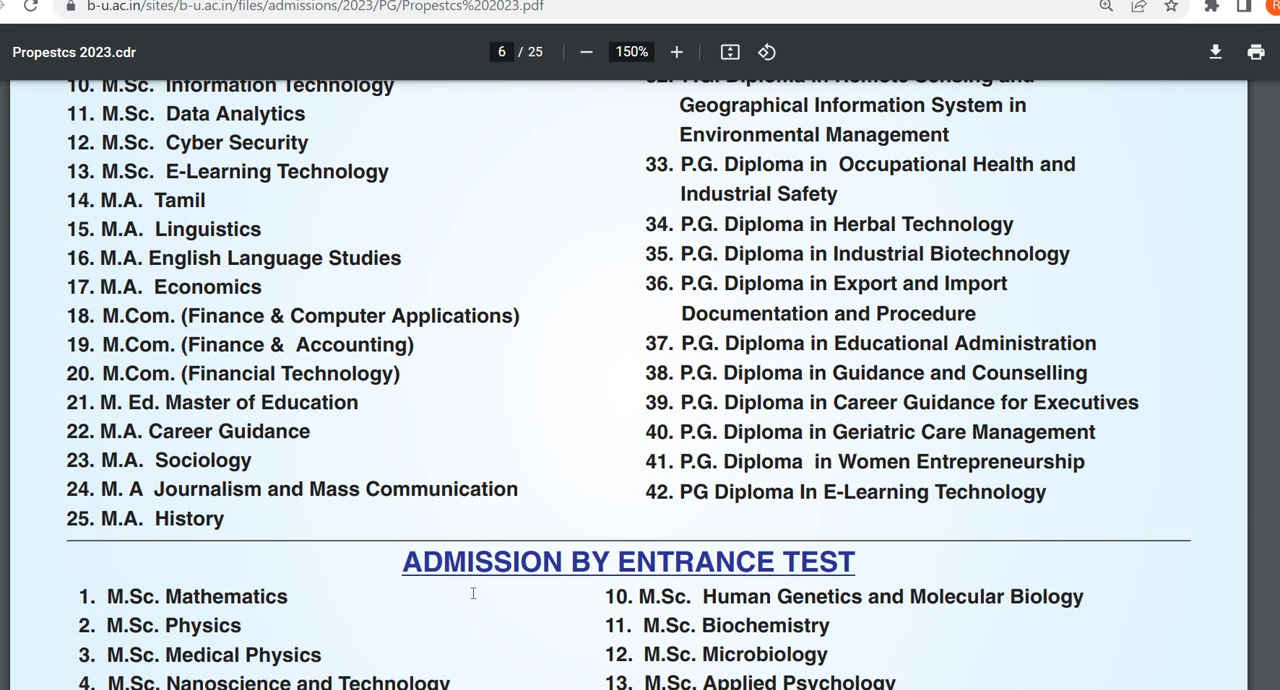 b-u.ac.in/sites/b-u.ac.in/files/admissions/2023/PG/Propestcs%202023.pdf
Propestcs 2023.cdr
6 / 25
150%
10. M.Sc. Information Technology
11. M.Sc. Data Analytics
12. M.Sc. Cyber Security
13. M.Sc. E-Learning Technology
14. M.A. Tamil
15. M.A. Linguistics
16. M.A. English Language Studies
17. M.A. Economics
18. M.Com. (Finance & Computer Applications)
19. M.Com. (Finance & Accounting)
20. M.Com. (Financial Technology)
21. M. Ed. Master of Education
22. M.A. Career Guidance
23. M.A. Sociology
24. M. A Journalism and Mass Communication
25. M.A. History
32. P.G. Diploma in Remote Sensing and
Geographical Information System in
Environmental Management
33. P.G. Diploma in Occupational Health and
Industrial Safety
34. P.G. Diploma in Herbal Technology
35. P.G. Diploma in Industrial Biotechnology
36. P.G. Diploma in Export and Import
Documentation and Procedure
37. P.G. Diploma in Educational Administration
38. P.G. Diploma in Guidance and Counselling
39. P.G. Diploma in Career Guidance for Executives
40. P.G. Diploma in Geriatric Care Management
41. P.G. Diploma in Women Entrepreneurship
42. PG Diploma In E-Learning Technology
ADMISSION BY ENTRANCE TEST
1. M.Sc. Mathematics
2. M.Sc. Physics
3. M.Sc. Medical Physics
4. M.Sc. Nanoscience and Technology
10. M.Sc. Human Genetics and Molecular Biology
11. M.Sc. Biochemistry
12. M.Sc. Microbiology
13. M.Sc. Applied Psychology